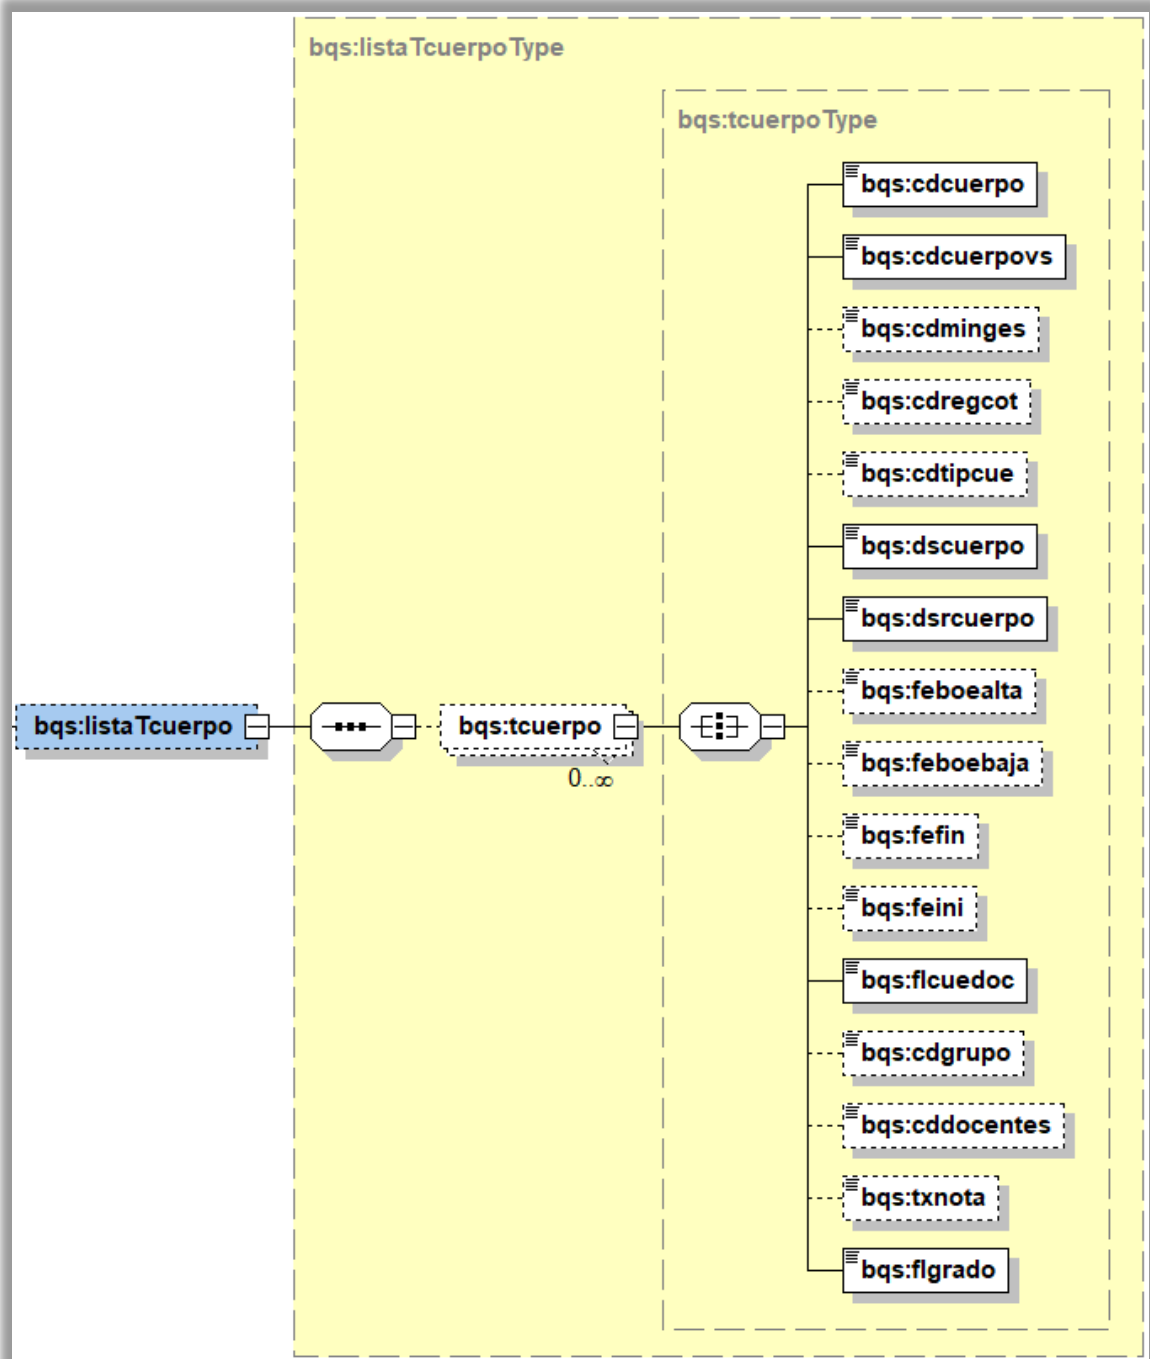 bqs:listaTcuerpoType
bqs:tcuerpoType
bqs:cdcuerpo
bqs:cdcuerpovs
bqs:cdminges
bqs:cdregcot
bqs:cdtipcue
bqs:dscuerpo
bqs:dsrcuerpo
bqs:feboealta
bqs:listaTcuerpo
bqs:tcuerpo
0..∞
bqs:feboebaja
bqs:fefin
bqs:feini
bqs:flcuedoc
bqs:cdgrupo
bqs:cddocentes
bqs:txnota
bqs:flgrado